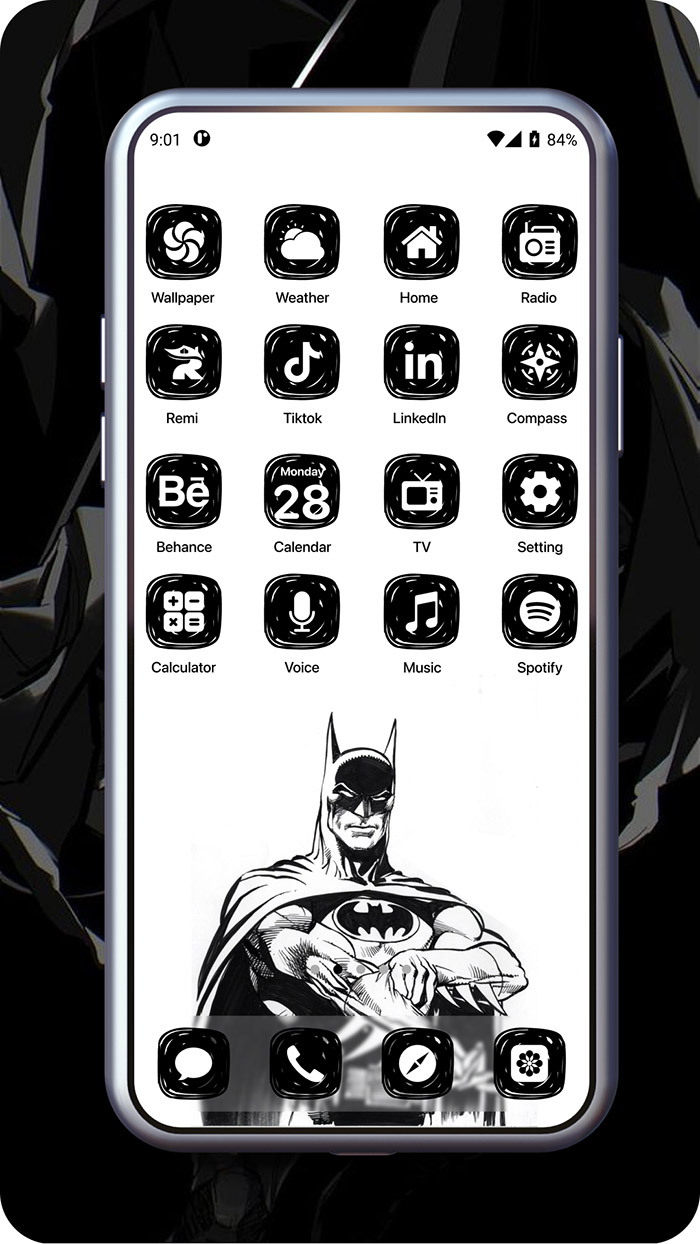 9:01 84%
Wallpaper Weather Home Radio
in
Remi Tiktok LinkedIn Compass
Bē Monday
28
Behance Calendar TV Setting
Calculator Voice Music Spotify